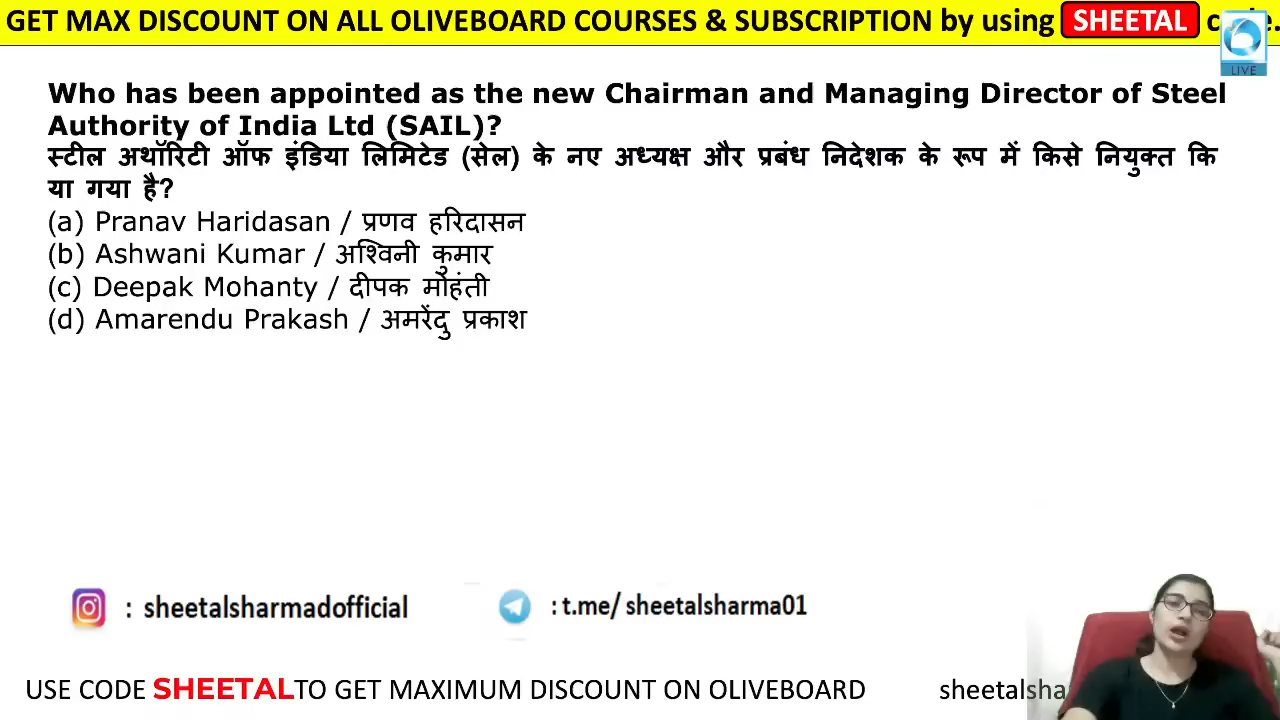 GET MAX DISCOUNT ON ALL OLIVEBOARD COURSES & SUBSCRIPTION by using SHEETAL
LIVE
Who has been appointed as the new Chairman and Managing Director of Steel
Authority of India Ltd (SAIL)?
स्टील अथॉरिटी ऑफ इंडिया लिमिटेड (सेल) के नए अध्यक्ष और प्रबंध निदेशक के रूप में किसे नियुक्त कि
या गया है?
(a) Pranav Haridasan / प्रणव हरिदासन
(b) Ashwani Kumar / अश्विनी कुमार
(c) Deepak Mohanty / दीपक मोहंती
(d) Amarendu Prakash / अमरेंदु प्रकाश
: sheetalsharmadofficial
: t.me/ sheetalsharma01
USE CODE SHEETALTO GET MAXIMUM DISCOUNT ON OLIVEBOARD